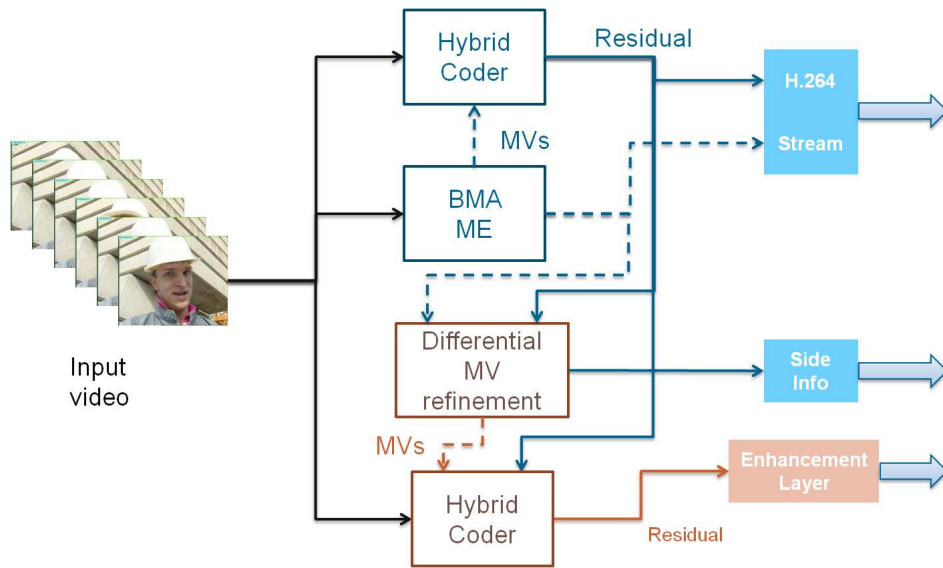 Hybrid
Coder
Residual
H.264
Stream
MVs
BMA
ME
Input
video
Differential
MV
refinement
Side
Info
MVs
Enhancement
Layer
Hybrid
Coder
Residual